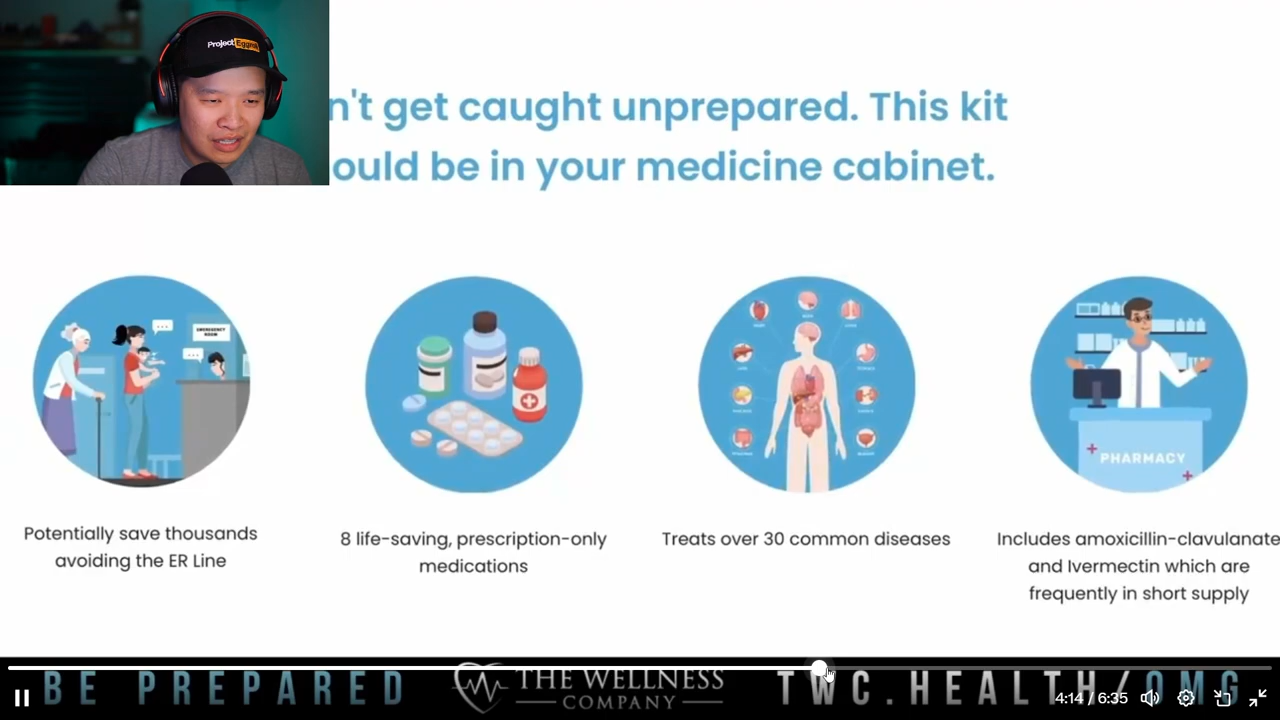 Project Eggroll
n't get caught unprepared. This kit
ould be in your medicine cabinet.
EMERGENCY
ROOM
PHARMACY
Potentially save thousands
avoiding the ER Line
8 life-saving, prescription-only
medications
Treats over 30 common diseases
Includes amoxicillin-clavulanate
and Ivermectin which are
frequently in short supply
BE PREPARED
THE WELLNESS
COMPANY
TWC.HEALTH/OMG
4:14 / 6:35